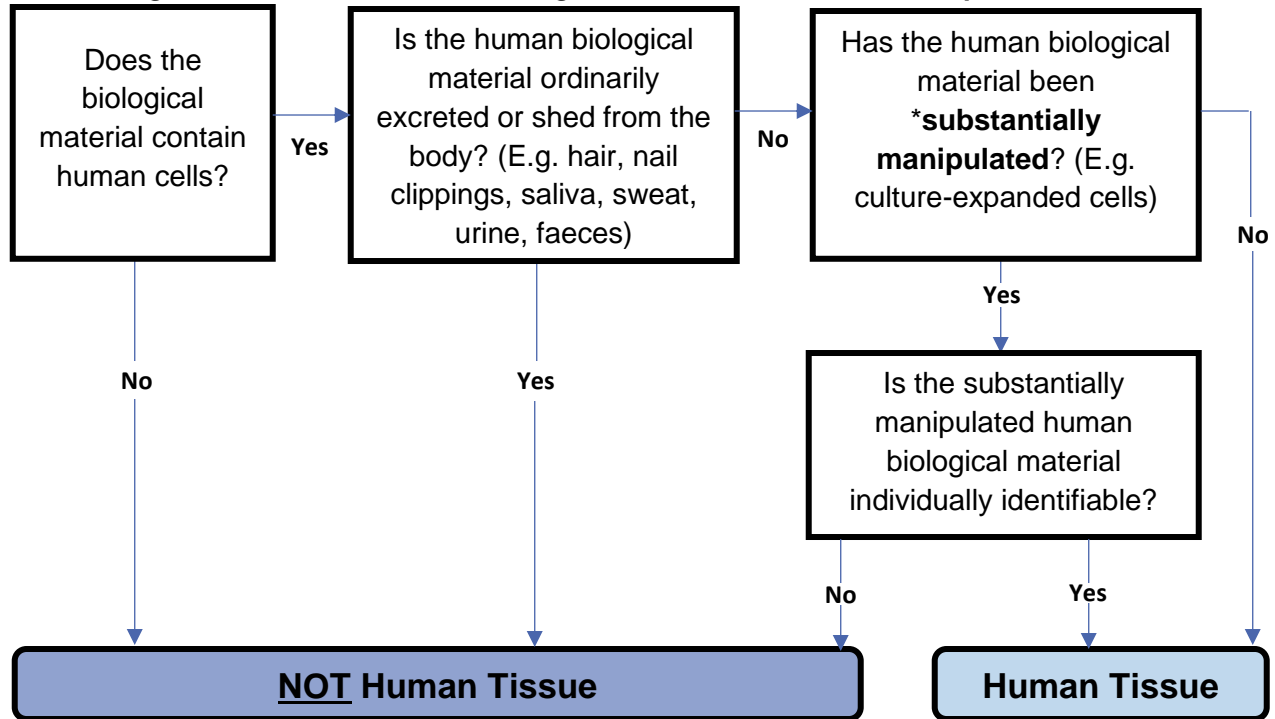 Does the
biological
material contain
human cells?
Yes
Is the human biological
material ordinarily
excreted or shed from the
body? (E.g. hair, nail
clippings, saliva, sweat,
urine, faeces)
No
Has the human biological
material been
*substantially
manipulated? (E.g.
culture-expanded cells)
No
Yes
No
Yes
Is the substantially
manipulated human
biological material
individually identifiable?
No
Yes
NOT Human Tissue
Human Tissue